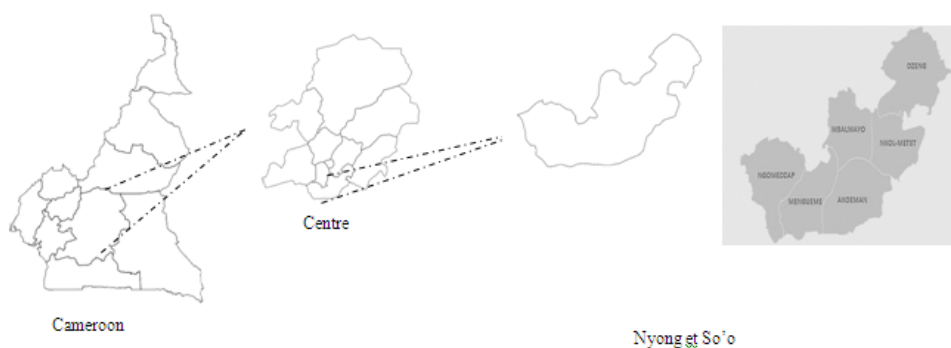 DZENG
MBALMAYO
NKOL-METET
NGOMEDZAP
MENGUEME
AKOEMAN
Centre
Cameroon
Nyong et So'o